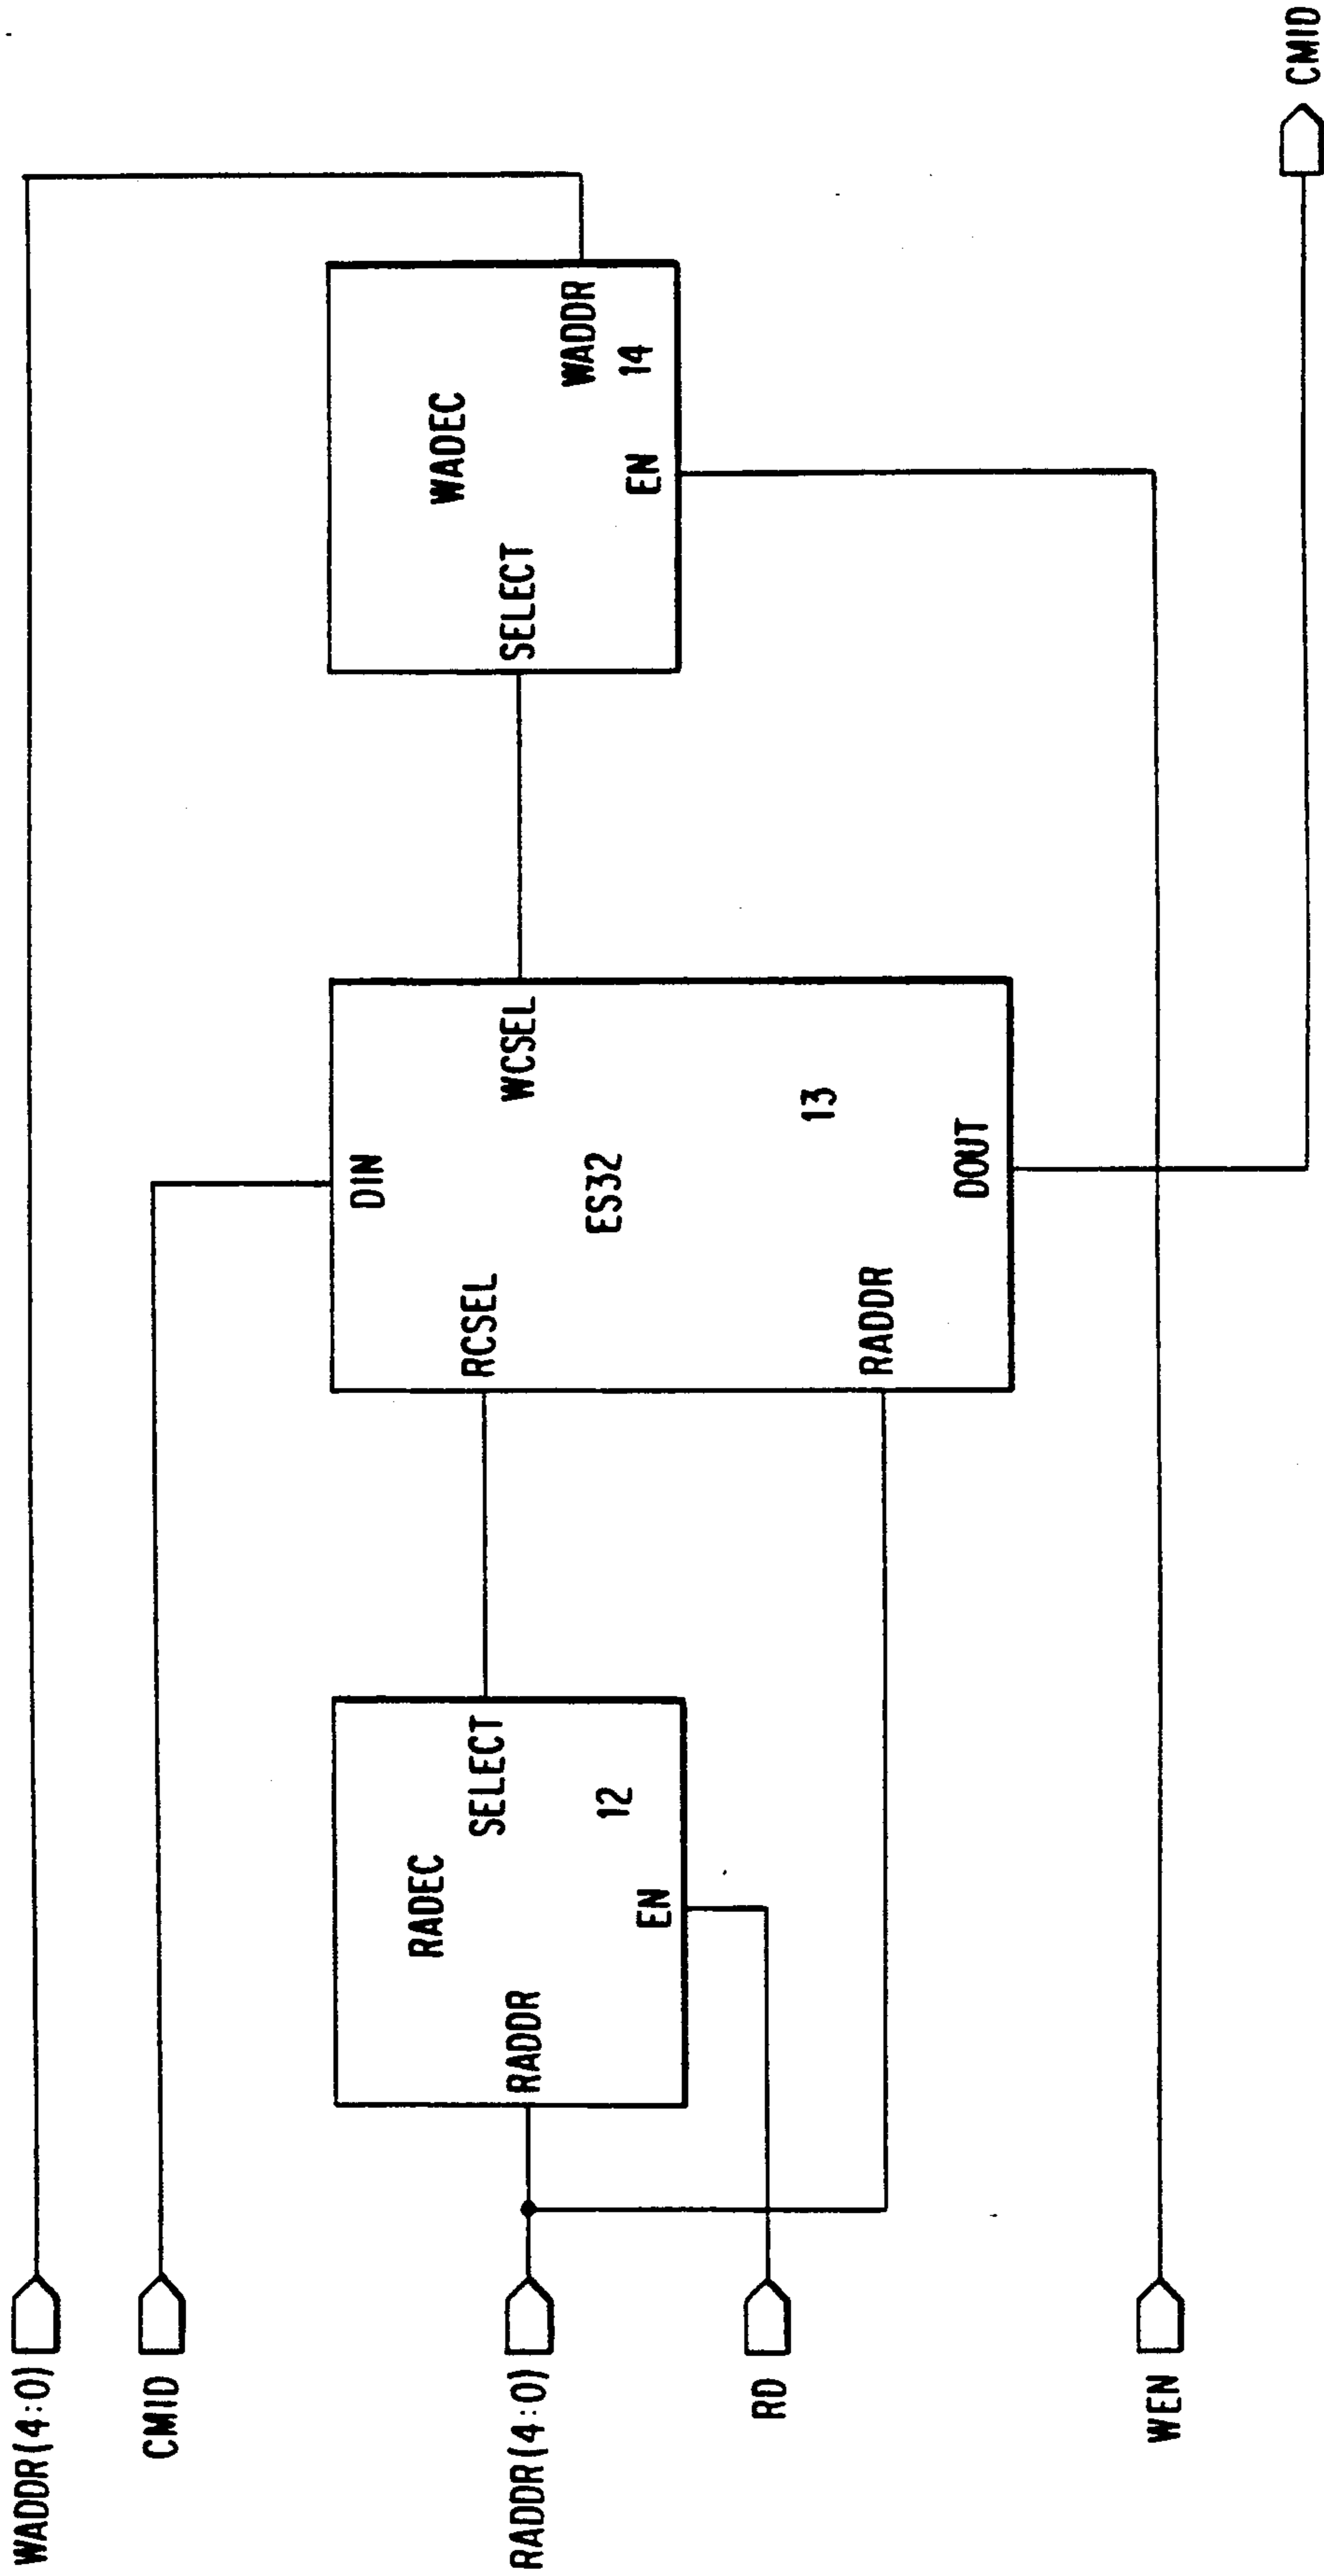 WADDR(4:0)
CMID
RADDR(4:0)
RD
WEN
RADEC
RADDR
SELECT
EN
12
DIN
RCSEL
WCSEL
ES32
13
RADDR
DOUT
WADEC
SELECT
WADDR
EN
14
CMID